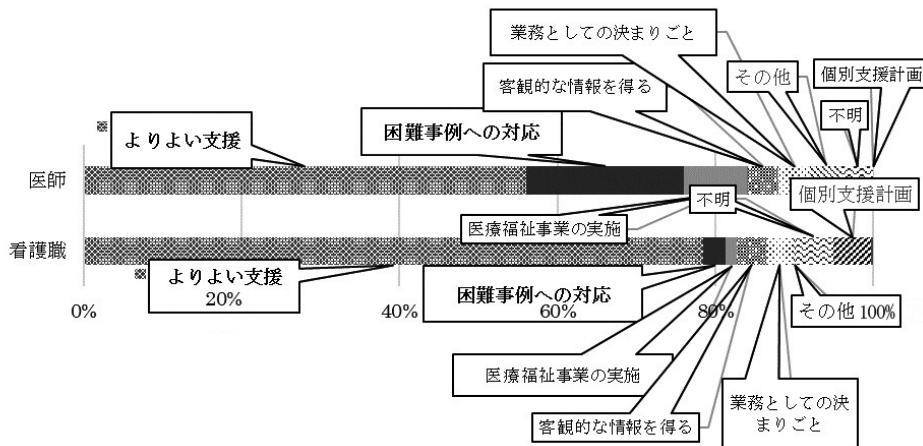 業務としての決まりごと
客観的な情報を得る
その他
個別支援計画
不明
よりよい支援
困難事例への対応
医師
個別支援計画
不明
医療福祉事業の実施
看護職
よりよい支援
困難事例への対応
その他
0%
20%
40%
60%
80%
100%
医療福祉事業の実施
客観的な情報を得る
業務としての決
まりごと